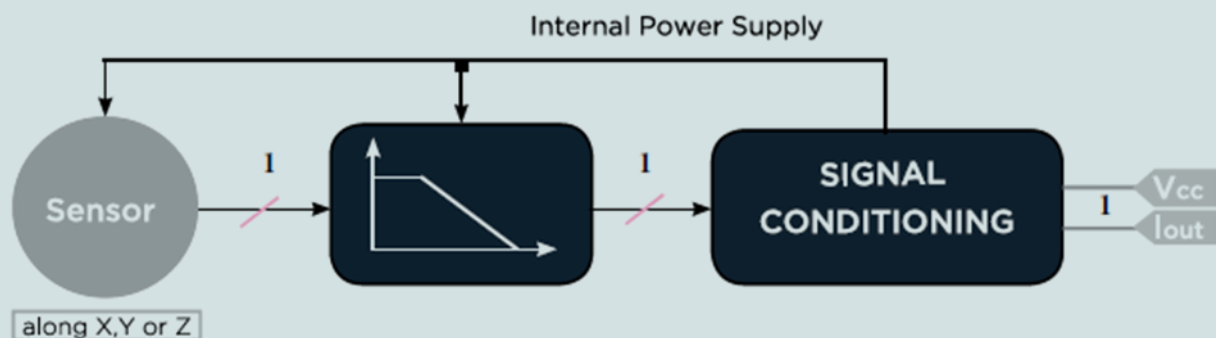 Internal Power Supply
1
1
SIGNAL
CONDITIONING
Vcc
Sensor
1
Iout
along X,Y or Z